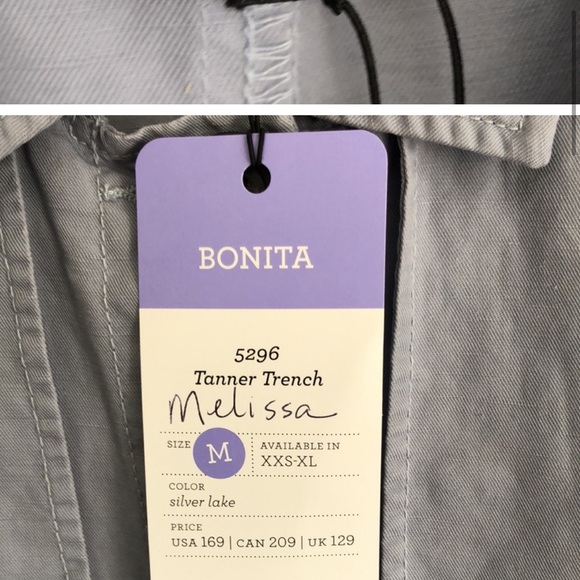 BONITA
5296
Tanner Trench
Melissa
SIZE M AVAILABLE IN
XXS-XL
COLOR
silver lake
PRICE
USA 169 | CAN 209 | UK 129